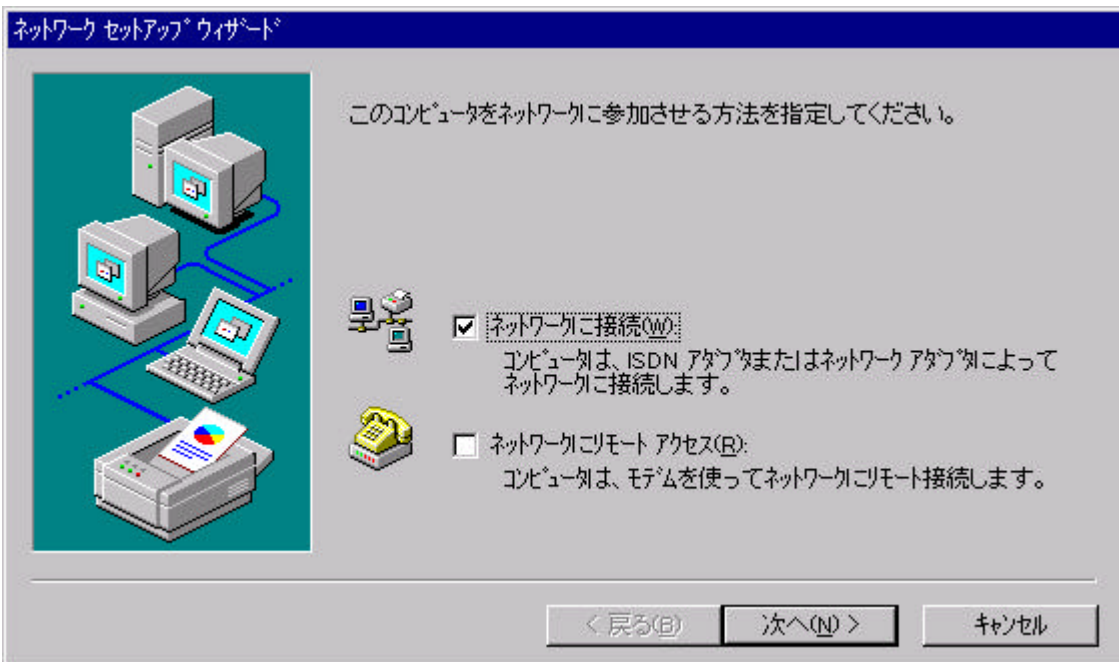 ネットワーク セットアップ ウィザード
このコンピュータをネットワークに参加させる方法を指定してください。
ネットワークに接続(W):
コンピュータは、ISDN アダプタまたはネットワーク アダプタによって
ネットワークに接続します。
ネットワークにリモート アクセス(R):
コンピュータは、モデムを使ってネットワークにリモート接続します。
< 戻る(B)
次へ(N) >
キャンセル